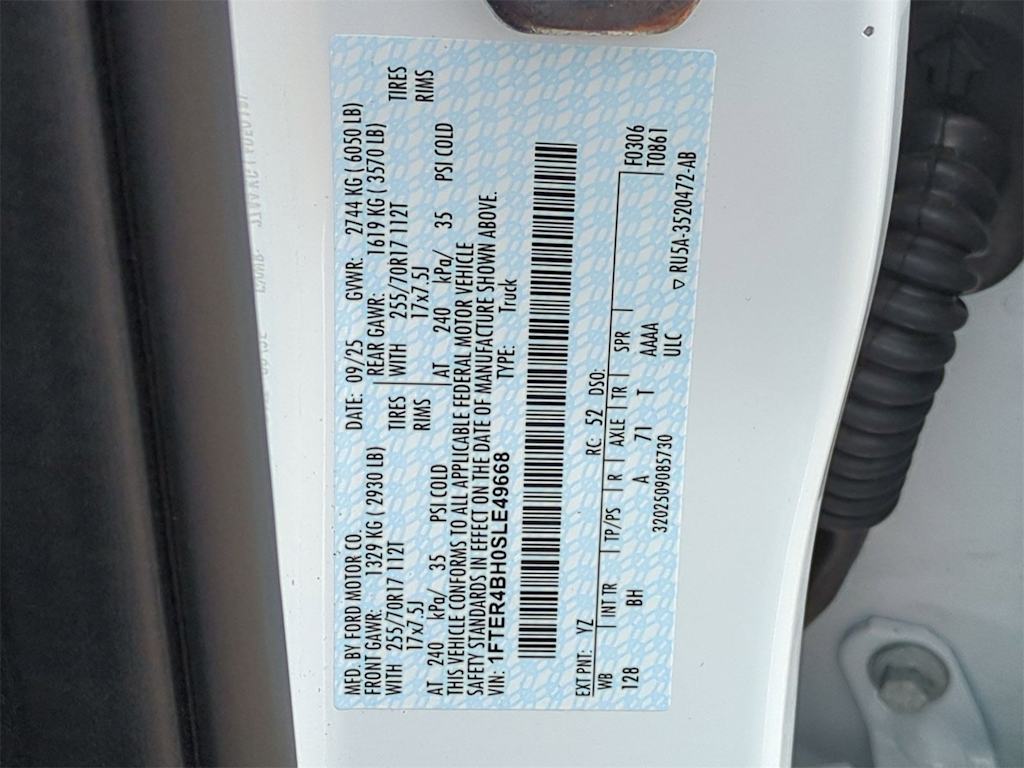 MFD. BY FORD MOTOR CO. DATE: 09/25 GVWR: 2744 KG ( 6050 LB)
FRONT GAWR: 1329 KG ( 2930 LB) REAR GAWR: 1619 KG ( 3570 LB)
WITH 255/70R17 112T TIRES WITH 255/70R17 112T TIRES
17x7.5J RIMS 17x7.5J RIMS
AT 240 kPa/ 35 PSI COLD AT 240 kPa/ 35 PSI COLD
THIS VEHICLE CONFORMS TO ALL APPLICABLE FEDERAL MOTOR VEHICLE
SAFETY STANDARDS IN EFFECT ON THE DATE OF MANUFACTURE SHOWN ABOVE.
VIN: 1FTER4BH0SLE49668 TYPE: Truck
EXT PNT: YZ RC: 52 DSO: F0306
WB INT TR TP/PS R AXLE TR SPR T0861
128 BH A 71 T AAAA
3202509085730 ULC
▽ RU5A-3520472-AB